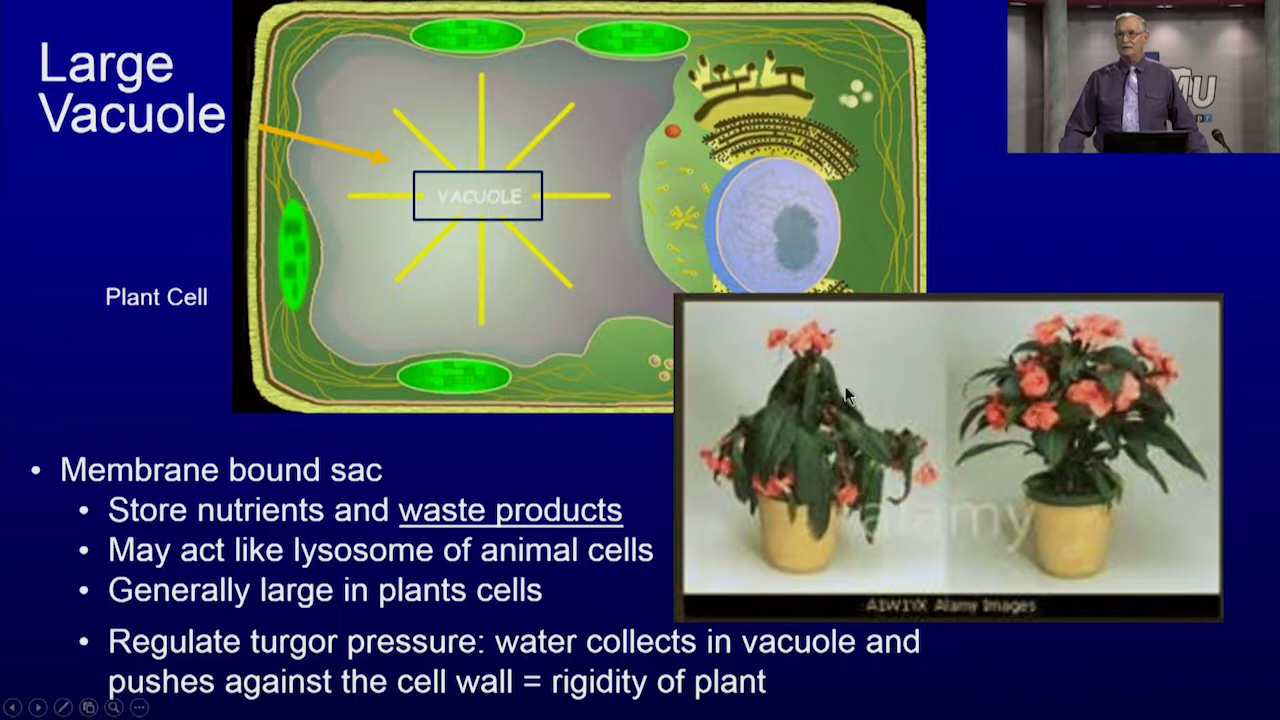 Large
Vacuole
VACUOLE
MU
Plant Cell
• Membrane bound sac
• Store nutrients and waste products
• May act like lysosome of animal cells
• Generally large in plants cells
• Regulate turgor pressure: water collects in vacuole and
pushes against the cell wall = rigidity of plant
alamy
Alamy Images